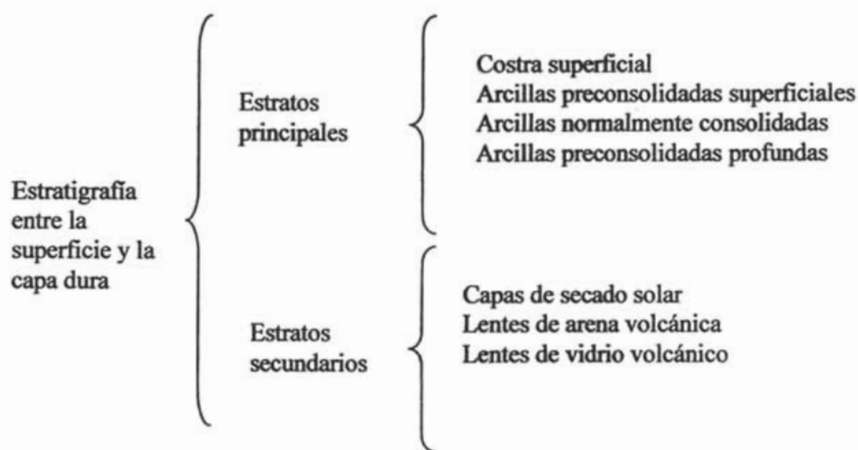 Estratigrafía
entre la
superficie y la
capa dura
Estratos
principales
Costra superficial
Arcillas preconsolidadas superficiales
Arcillas normalmente consolidadas
Arcillas preconsolidadas profundas
Estratos
secundarios
Capas de secado solar
Lentes de arena volcánica
Lentes de vidrio volcánico